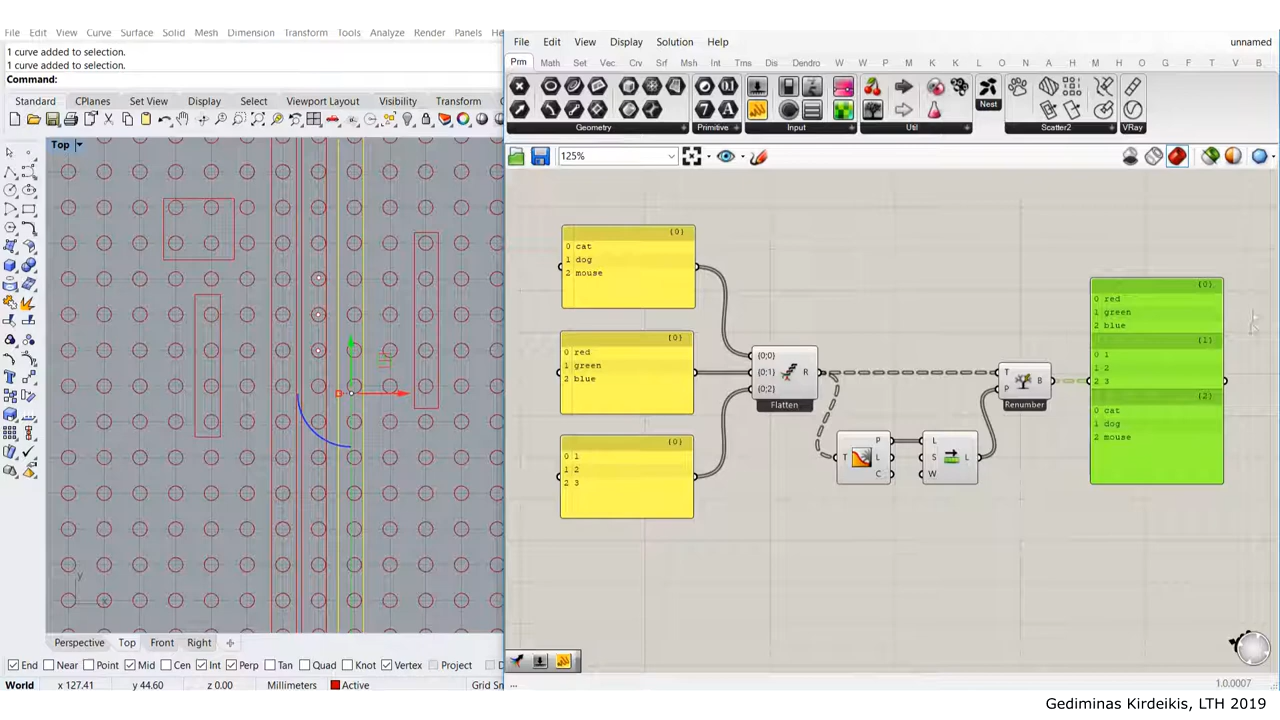 File Edit View Curve Surface Solid Mesh Dimension Transform Tools Analyze Render Panels He
1 curve added to selection.
1 curve added to selection.
Command:
Standard CPlanes Set View Display Select Viewport Layout Visibility Transform
Top
y
x
Perspective Top Front Right
End Near Point Mid Cen Int Perp Tan Quad Knot Vertex Project
World x 127.41 y 44.60 z 0.00 Millimeters Active Grid Sn
File Edit View Display Solution Help unnamed
Prm Math Set Vec Crv Srf Msh Int Trns Dis Dendro W P M K K L O N A H M H O G F S T V B
Nest
Geometry Primitive Input Util Scatter2 VRay
125%
{0}
0 cat
1 dog
2 mouse
{0}
0 red
1 green
2 blue
{0}
0 1
1 2
2 3
{0;0}
{0;1} R
{0;2}
Flatten
T P L C
L S W L
T P B
Renumber
{0}
0 red
1 green
2 blue
{1}
0 1
1 2
2 3
{2}
0 cat
1 dog
2 mouse
...
1.0.0007
Gediminas Kirdeikis, LTH 2019